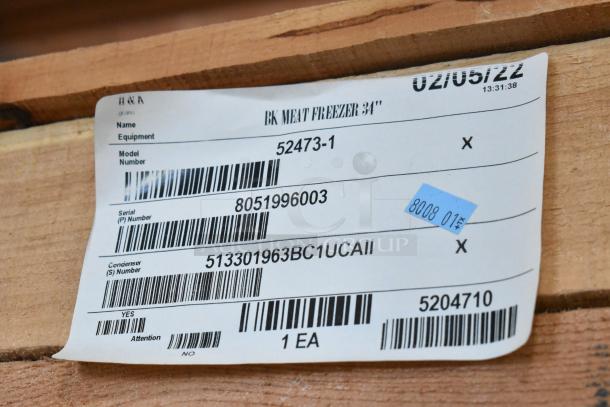 02/05/22
13:31:38
Name
Equipment
BK MEAT FREEZER 34"
Model
Number
52473-1
X
Serial
(P) Number
8051996003
8008 01
Condenser
(S) Number
513301963BC1UCAII
X
YES
Attention
NO
1 EA
5204710